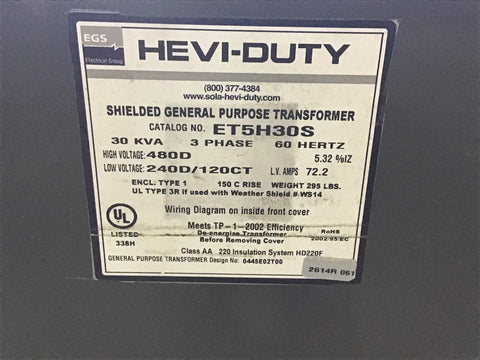 EGS
Electrical Group
HEVI-DUTY
(800) 377-4384
www.sola-hevi-duty.com
SHIELDED GENERAL PURPOSE TRANSFORMER
CATALOG NO. ET5H30S
30 KVA 3 PHASE 60 HERTZ
HIGH VOLTAGE: 480D 5.32 %IZ
LOW VOLTAGE: 240D/120CT L.V. AMPS 72.2
ENCL. TYPE 1 150 C RISE WEIGHT 295 LBS.
UL TYPE 3R if used with Weather Shield # WS14
Wiring Diagram on inside front cover
UL
LISTED
338H
Meets TP-1-2002 Efficiency
De-energize Transformer
Before Removing Cover
RoHS
2002/95/EC
Class AA 220 Insulation System HD220F
GENERAL PURPOSE TRANSFORMER Design No: 0445E02T00
2614R 061